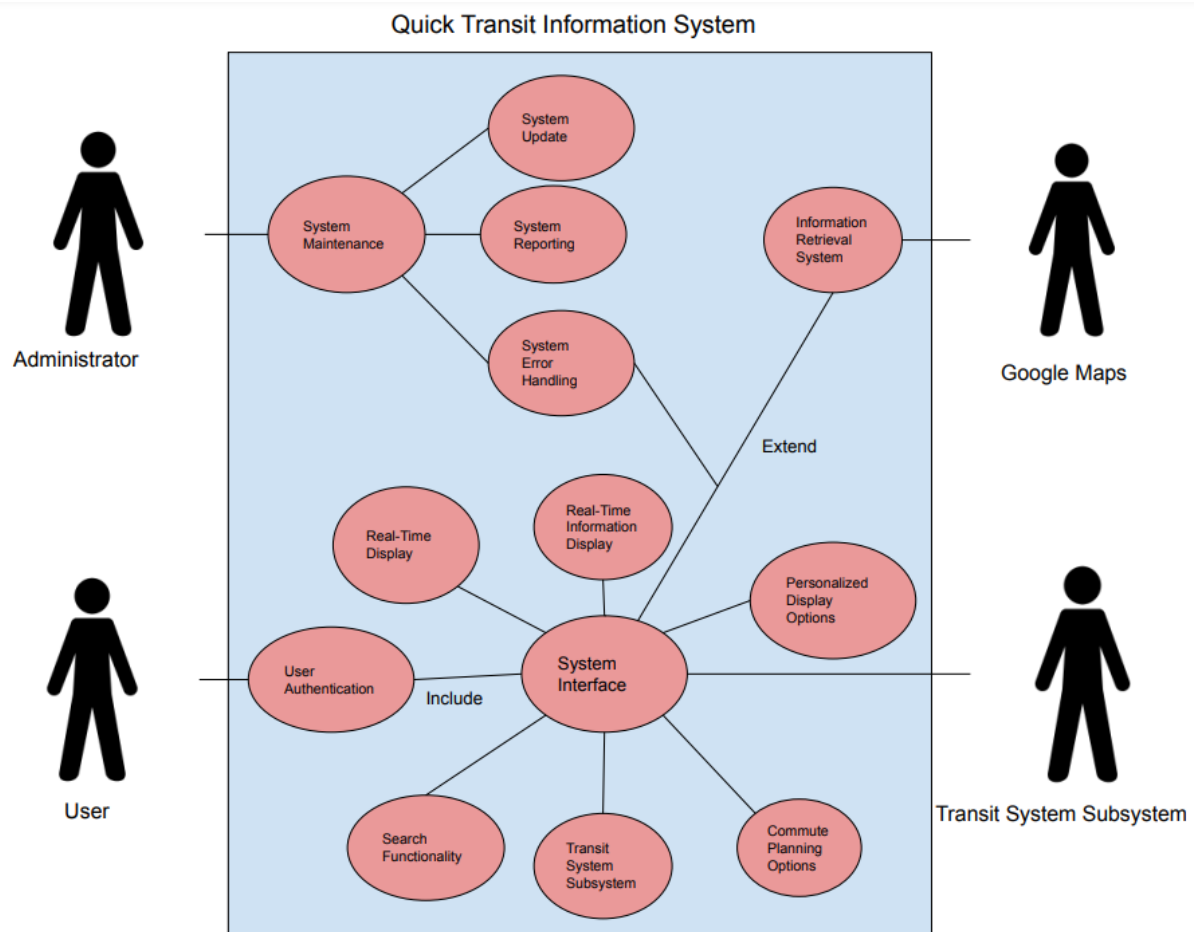 Quick Transit Information System
System
Update
System
Maintenance
System
Reporting
Information
Retrieval
System
Administrator
System
Error
Handling
Google Maps
Extend
Real-Time
Display
Real-Time
Information
Display
Personalized
Display
Options
User
Authentication
Include
System
Interface
User
Transit System Subsystem
Search
Functionality
Transit
System
Subsystem
Commute
Planning
Options